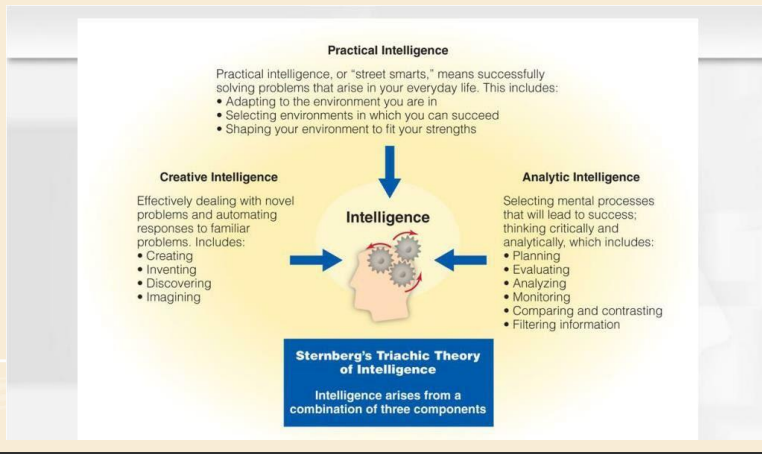 Practical Intelligence
Practical intelligence, or “street smarts,” means successfully
solving problems that arise in your everyday life. This includes:
• Adapting to the environment you are in
• Selecting environments in which you can succeed
• Shaping your environment to fit your strengths
Creative Intelligence
Effectively dealing with novel
problems and automating
responses to familiar
problems. Includes:
• Creating
• Inventing
• Discovering
• Imagining
Intelligence
Analytic Intelligence
Selecting mental processes
that will lead to success;
thinking critically and
analytically, which includes:
• Planning
• Evaluating
• Analyzing
• Monitoring
• Comparing and contrasting
• Filtering information
Sternberg’s Triachic Theory
of Intelligence
Intelligence arises from a
combination of three components